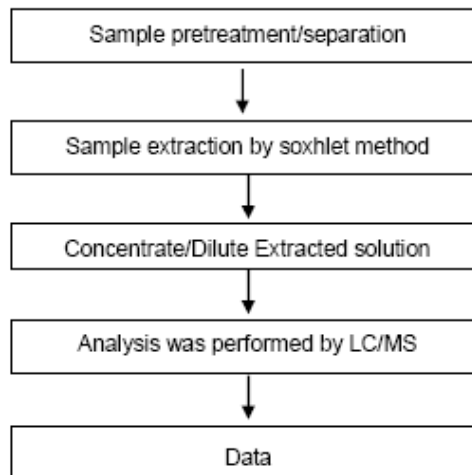 Sample pretreatment/separation
Sample extraction by soxhlet method
Concentrate/Dilute Extracted solution
Analysis was performed by LC/MS
Data